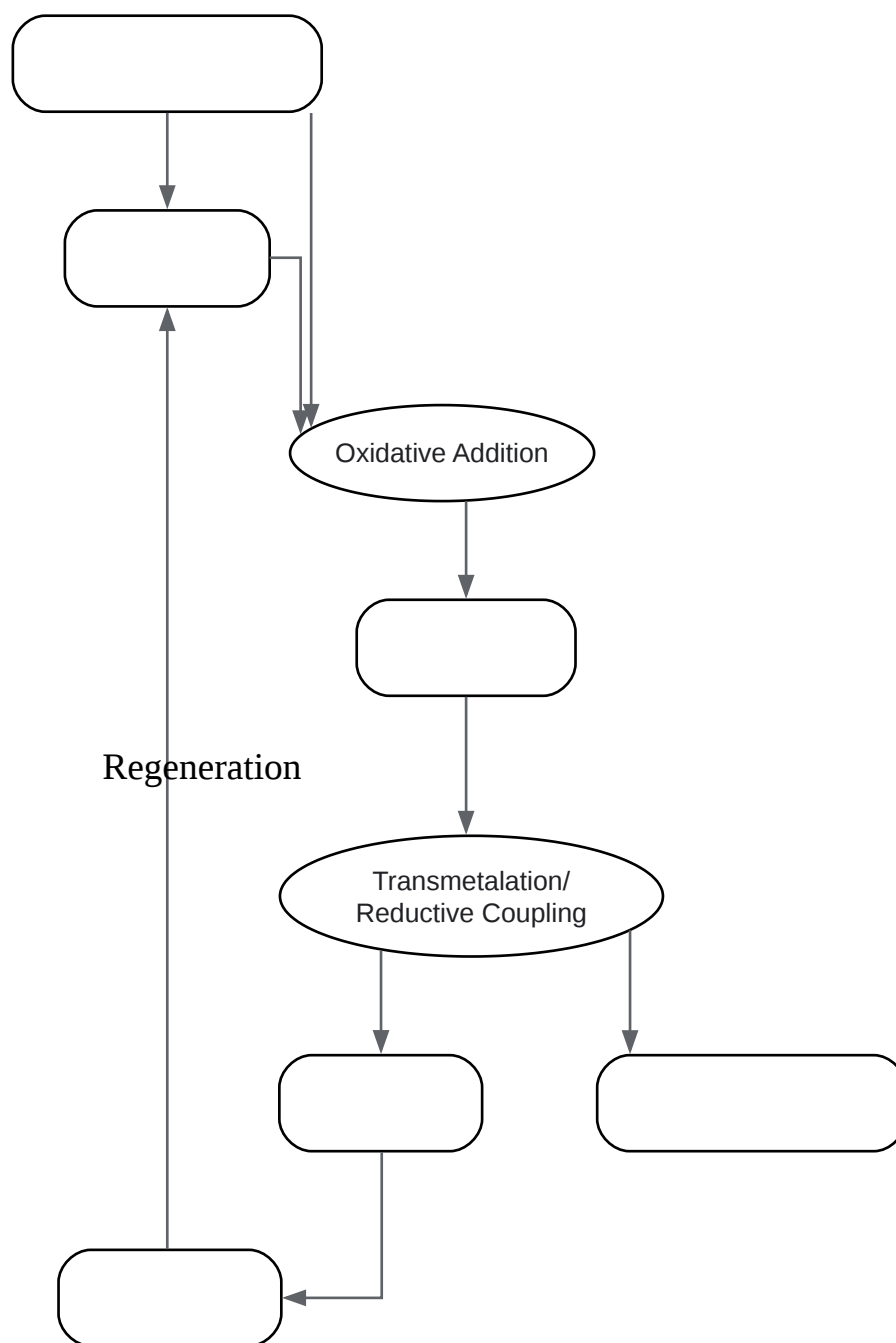 Oxidative Addition
Regeneration
Transmetalation/
Reductive Coupling